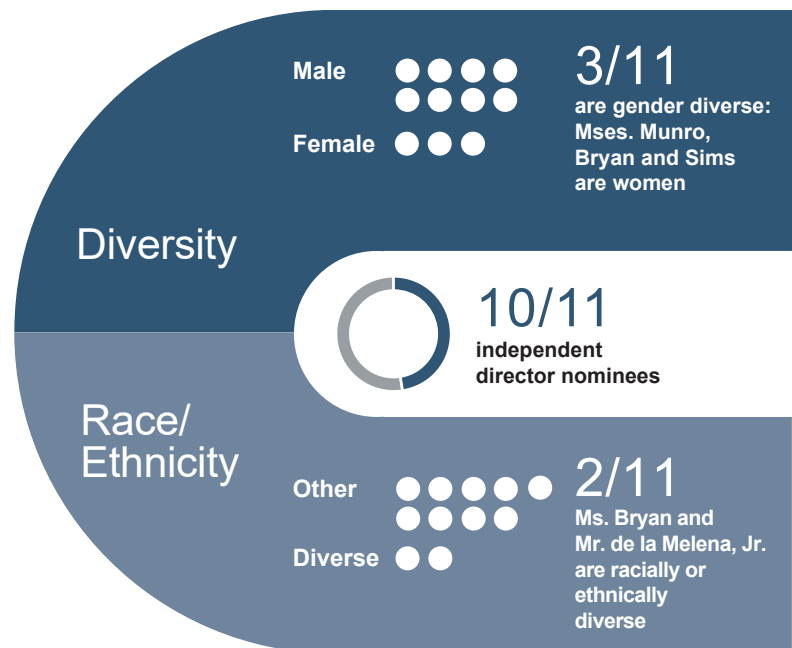 Diversity
Male
Female
3/11
are gender diverse:
Mses. Munro,
Bryan and Sims
are women
10/11
independent
director nominees
Race/
Ethnicity
Other
Diverse
2/11
Ms. Bryan and
Mr. de la Melena, Jr.
are racially or
ethnically
diverse